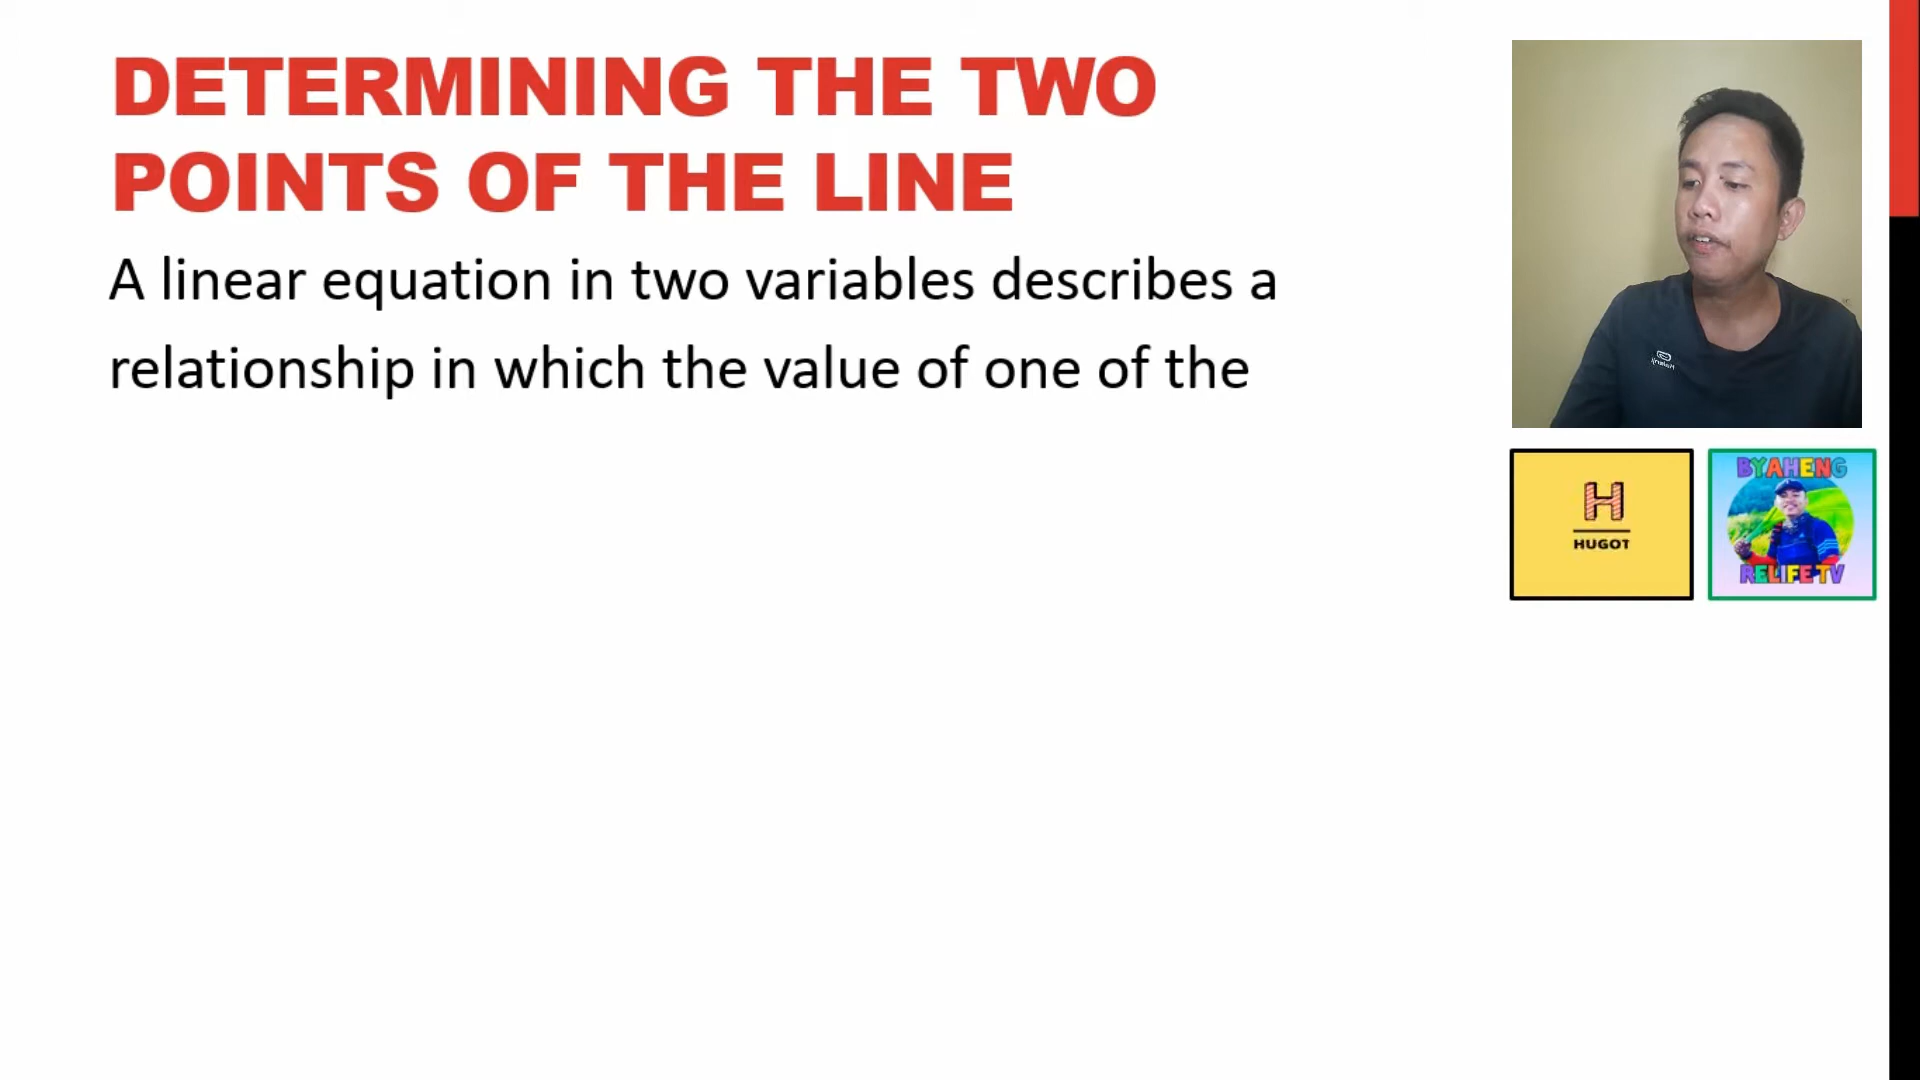 DETERMINING THE TWO
POINTS OF THE LINE
A linear equation in two variables describes a
relationship in which the value of one of the
H
HUGOT
BYAHENG
RELIFE TV